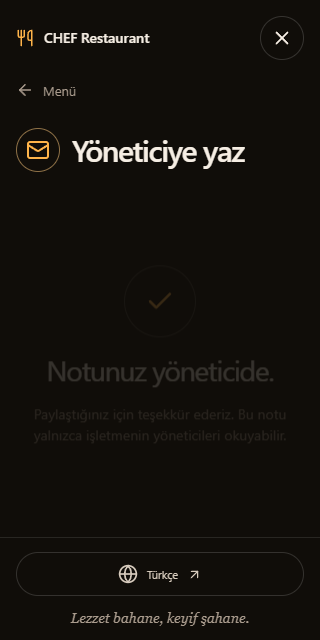 CHEF Restaurant
Menü
Yöneticiye yaz
Notunuz yöneticide.
Paylaştığınız için teşekkür ederiz. Bu notu
yalnızca işletmenin yöneticileri okuyabilir.
Türkçe
Lezzet bahane, keyif şahane.